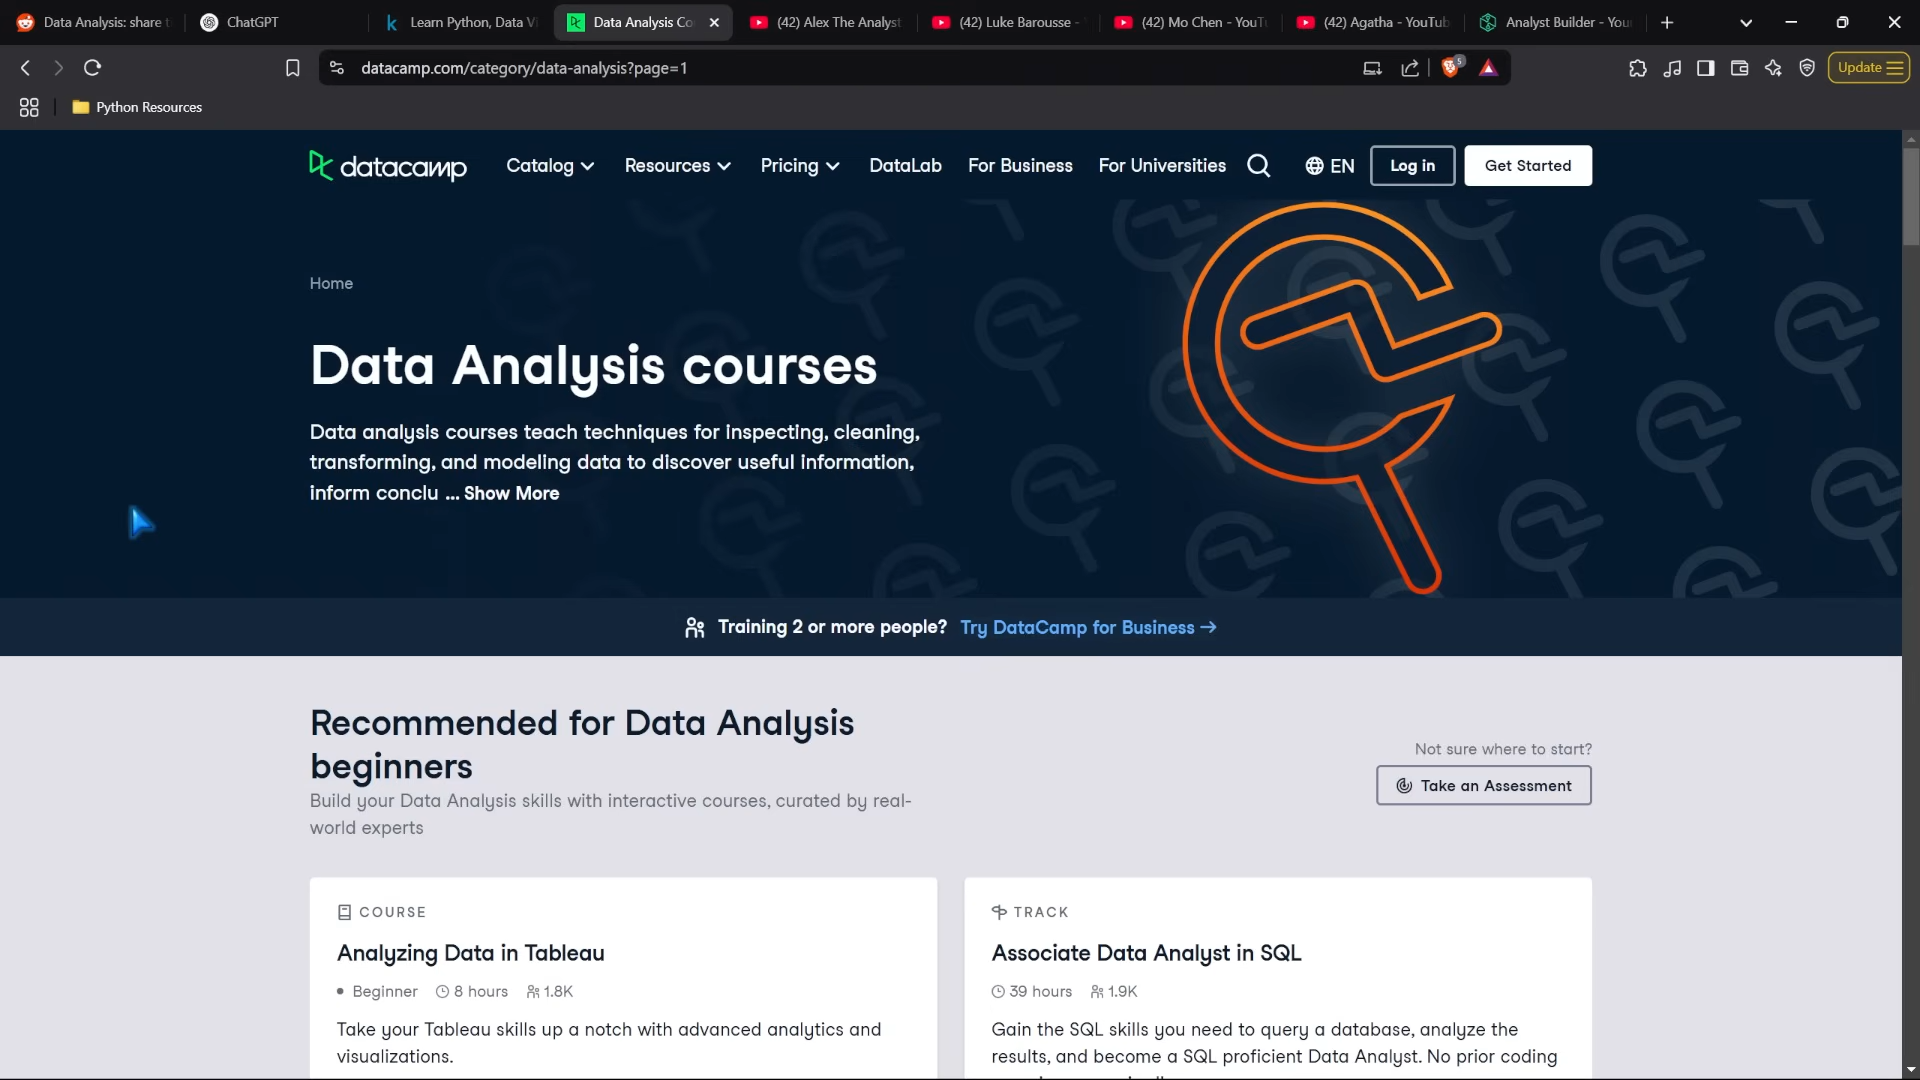 Data Analysis: share t
ChatGPT
Learn Python, Data Vi
Data Analysis Co
(42) Alex The Analyst
(42) Luke Barousse -
(42) Mo Chen - YouTu
(42) Agatha - YouTub
Analyst Builder - You
datacamp.com/category/data-analysis?page=1
5
Update
Python Resources
datacamp
Catalog
Resources
Pricing
DataLab
For Business
For Universities
EN
Log in
Get Started
Home
Data Analysis courses
Data analysis courses teach techniques for inspecting, cleaning,
transforming, and modeling data to discover useful information,
inform conclu ... Show More
Training 2 or more people? Try DataCamp for Business →
Recommended for Data Analysis
beginners
Build your Data Analysis skills with interactive courses, curated by real-
world experts
Not sure where to start?
Take an Assessment
COURSE
Analyzing Data in Tableau
• Beginner 8 hours 1.8K
Take your Tableau skills up a notch with advanced analytics and
visualizations.
TRACK
Associate Data Analyst in SQL
39 hours 1.9K
Gain the SQL skills you need to query a database, analyze the
results, and become a SQL proficient Data Analyst. No prior coding